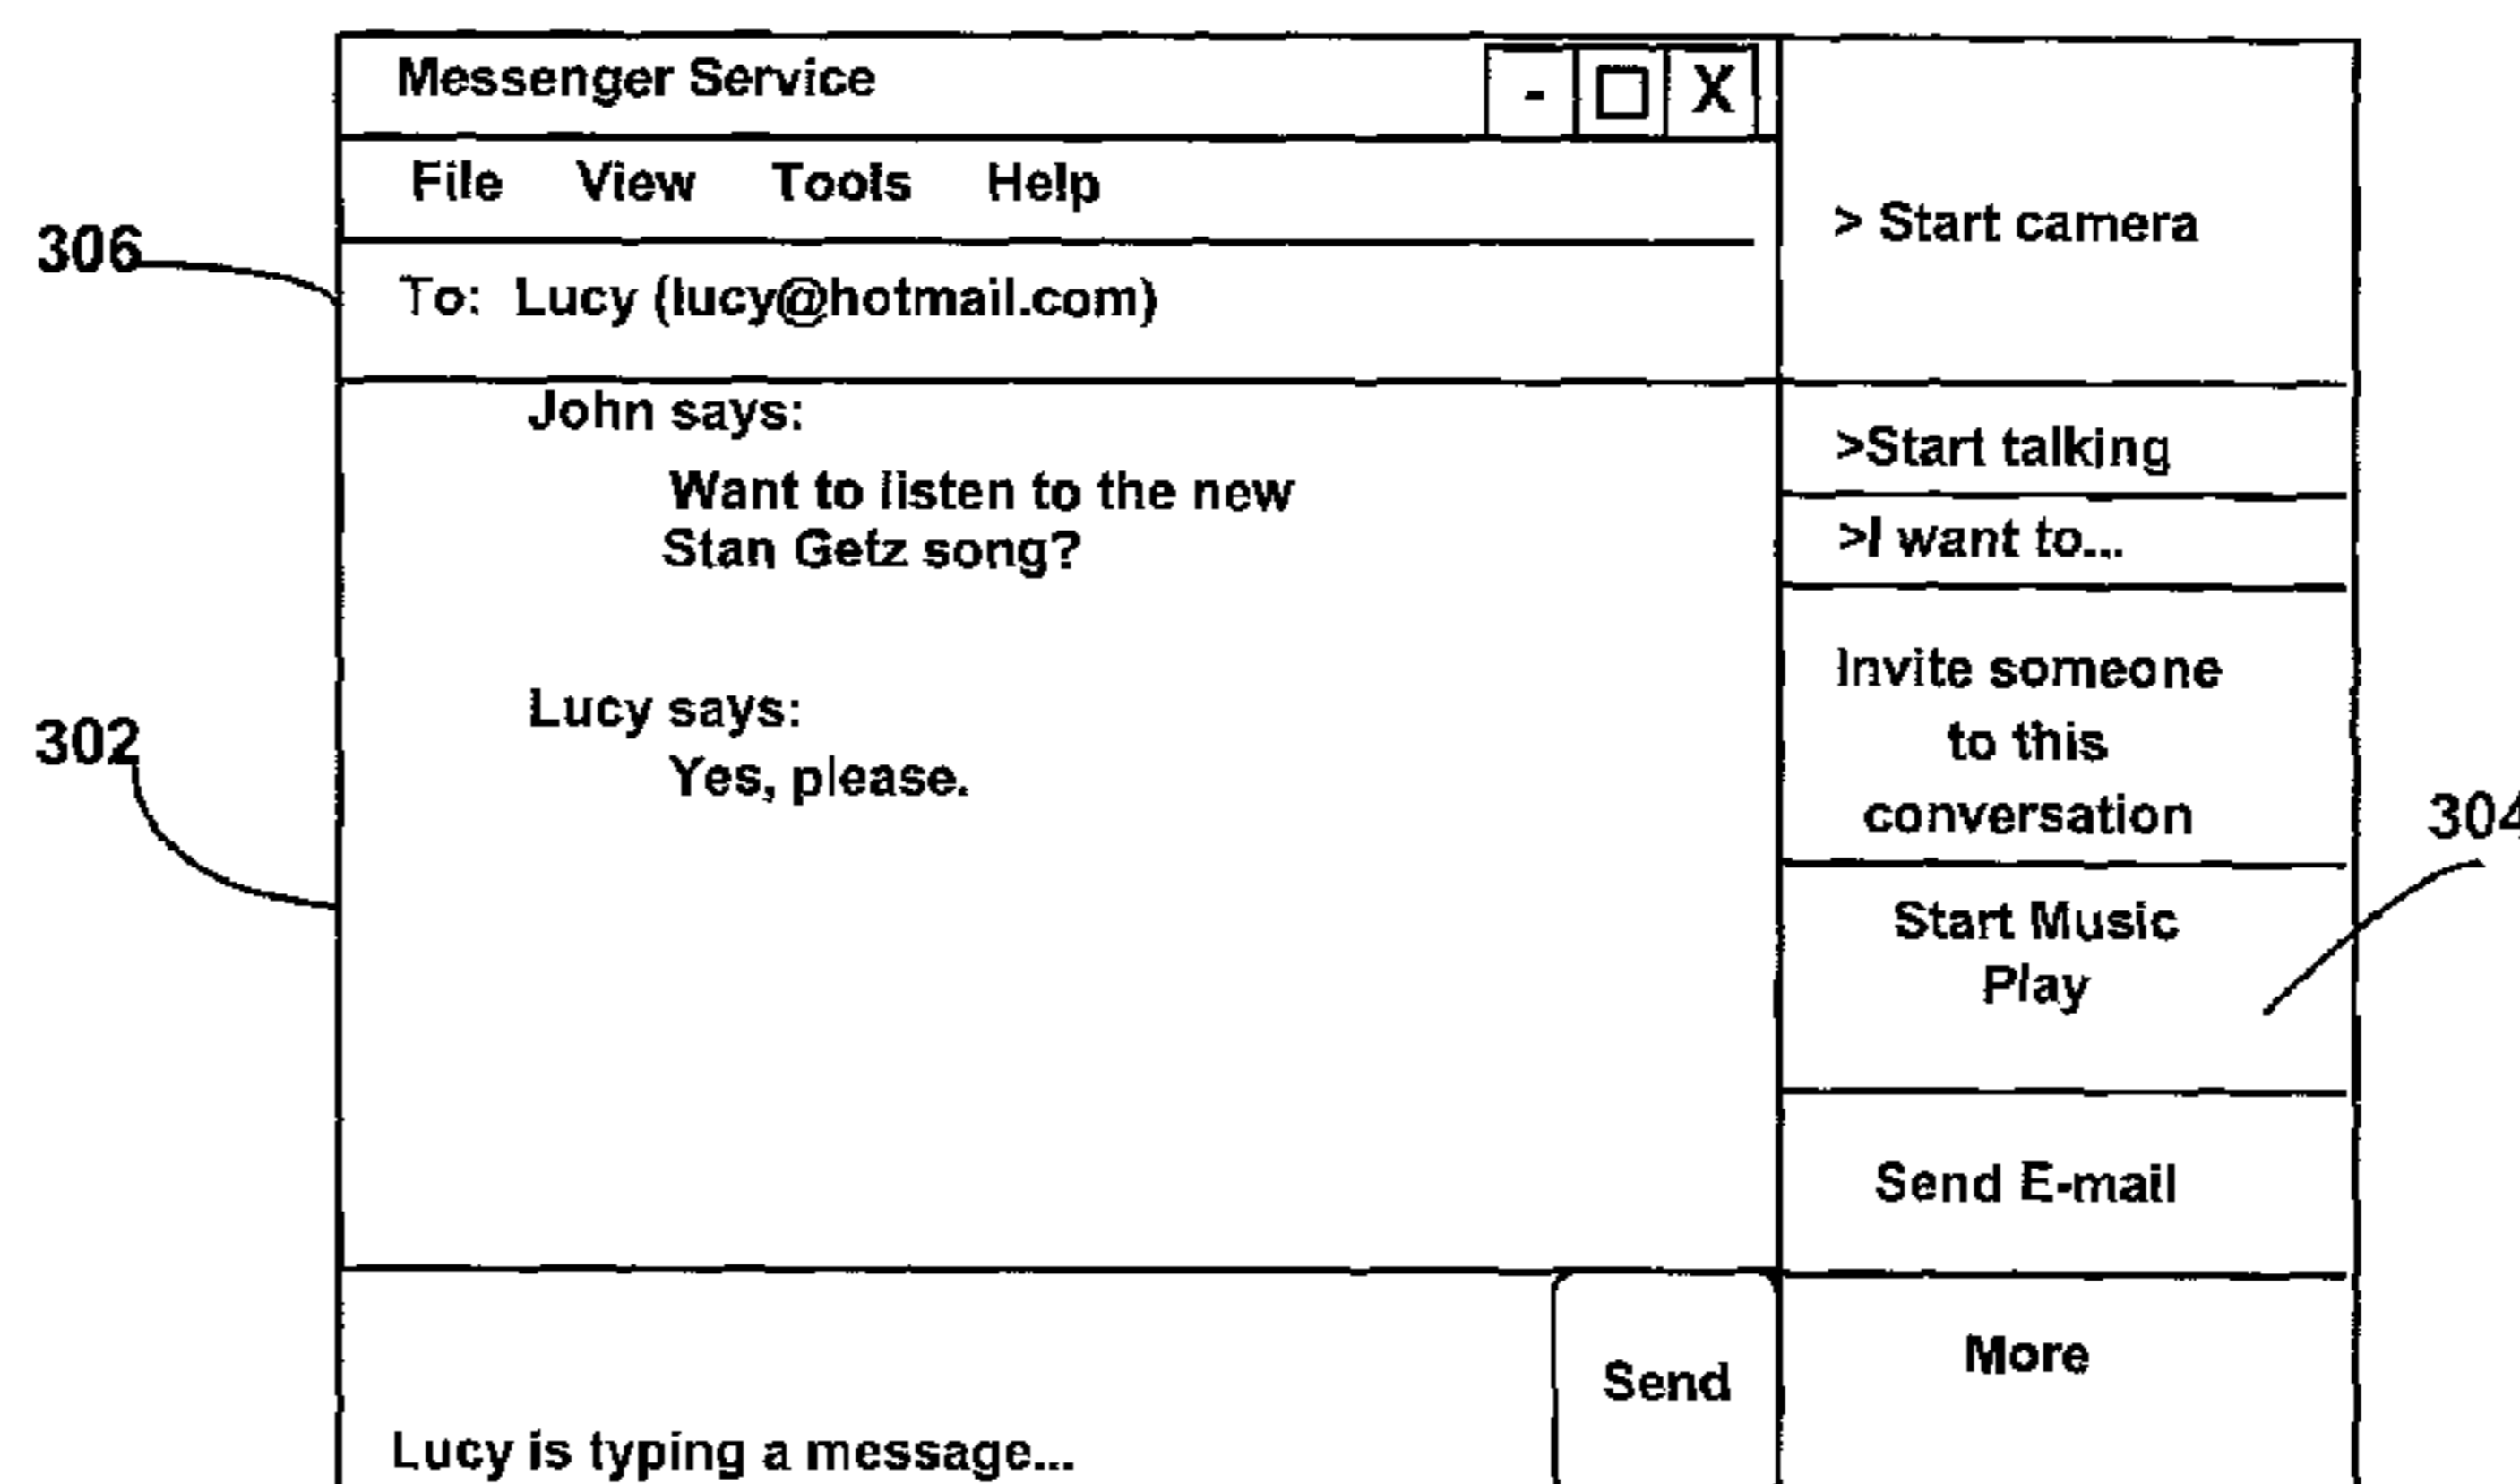 Messenger Service
- □ X
File View Tools Help
306
To: Lucy (lucy@hotmail.com)
John says:
Want to listen to the new
Stan Getz song?
Lucy says:
Yes, please.
302
Lucy is typing a message...
Send
> Start camera
>Start talking
>I want to...
Invite someone
to this
conversation
Start Music
Play
304
Send E-mail
More